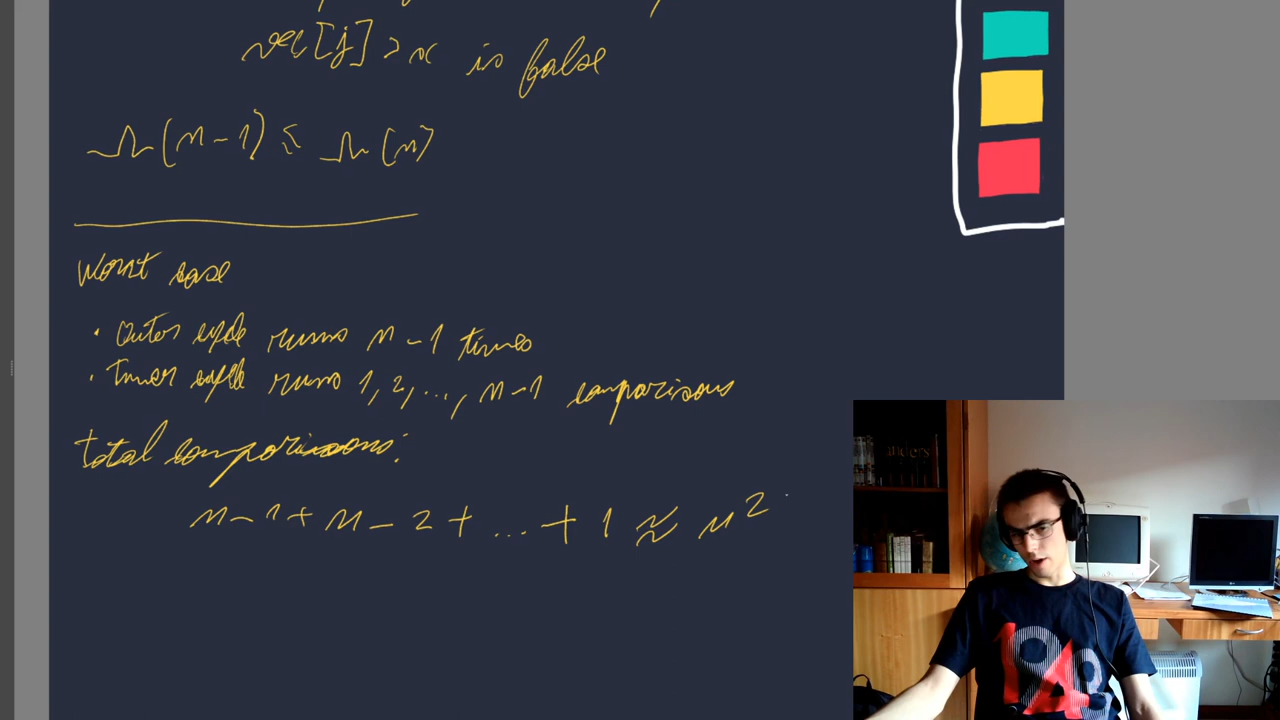 vec[j] > x is false
Ω(n-1) ≤ Ω(n)
Worst case
• Outer cycle runs n-1 times
• Inner cycle runs 1, 2, ..., n-1 comparisons
Total comparisons:
n-1 + n-2 + ... + 1 ≈ n²
anders